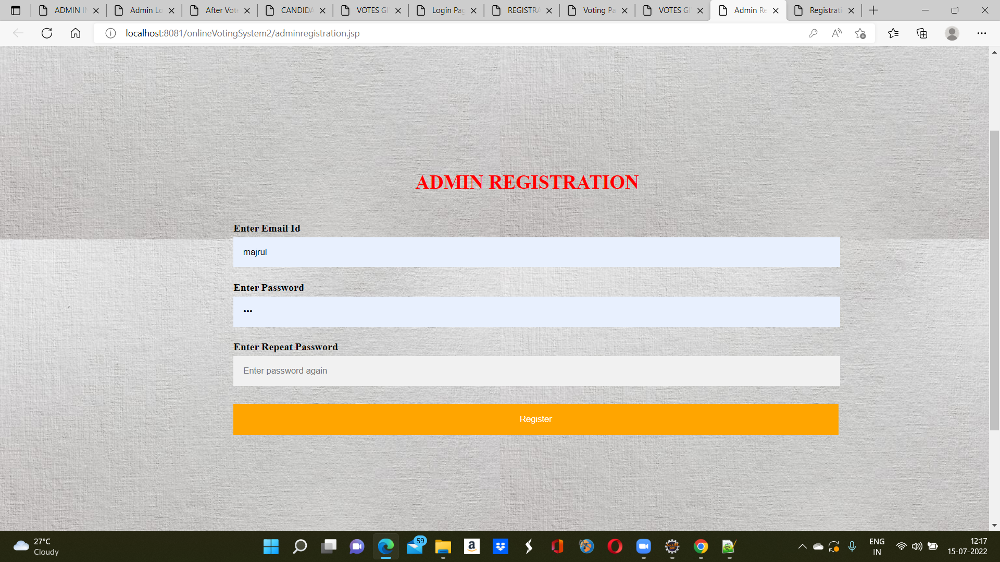 ADMIN I
Admin Lo
After Vote
CANDIDA
VOTES GI
Login Pag
REGISTRA
Voting Pa
VOTES GI
Admin Re
Registrati
localhost:8081/onlineVotingSystem2/adminregistration.jsp
ADMIN REGISTRATION
Enter Email Id
majrul
Enter Password
•••
Enter Repeat Password
Enter password again
Register
27°C
Cloudy
59
ENG
IN
12:17
15-07-2022